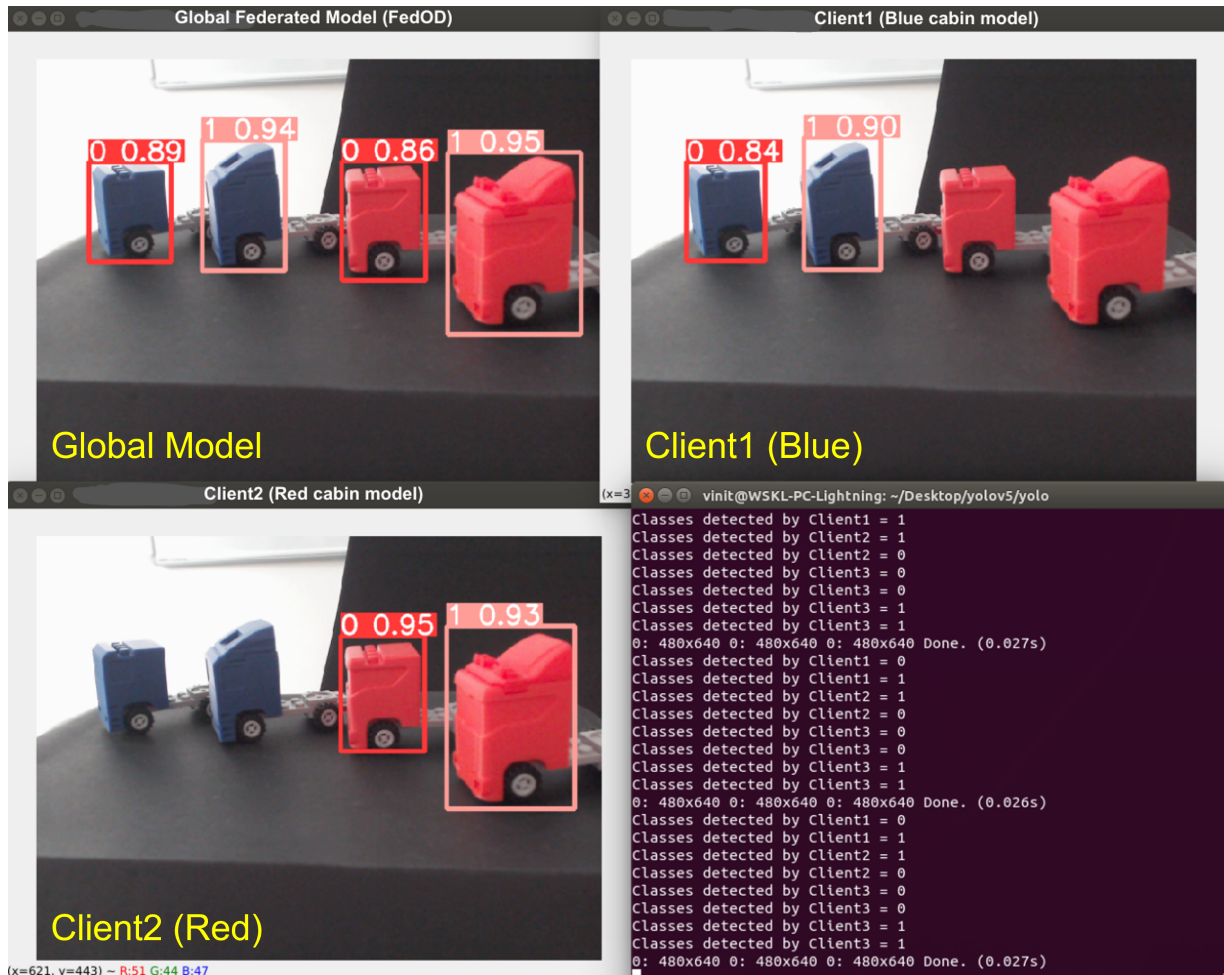 Global Federated Model (FedOD)
0 0.89
1 0.94
0 0.86
1 0.95
Global Model
Client1 (Blue cabin model)
0 0.84
1 0.90
Client1 (Blue)
(x=3
Client2 (Red cabin model)
0 0.95
1 0.93
Client2 (Red)
(x=621, y=443) ~ R:51 G:44 B:47
vinit@WSKL-PC-Lightning: ~/Desktop/yolov5/yolo
Classes detected by Client1 = 1
Classes detected by Client2 = 1
Classes detected by Client2 = 0
Classes detected by Client3 = 0
Classes detected by Client3 = 0
Classes detected by Client3 = 1
Classes detected by Client3 = 1
0: 480x640 0: 480x640 0: 480x640 Done. (0.027s)
Classes detected by Client1 = 0
Classes detected by Client1 = 1
Classes detected by Client2 = 1
Classes detected by Client2 = 0
Classes detected by Client3 = 0
Classes detected by Client3 = 0
Classes detected by Client3 = 1
Classes detected by Client3 = 1
0: 480x640 0: 480x640 0: 480x640 Done. (0.026s)
Classes detected by Client1 = 0
Classes detected by Client1 = 1
Classes detected by Client2 = 1
Classes detected by Client2 = 0
Classes detected by Client3 = 0
Classes detected by Client3 = 0
Classes detected by Client3 = 1
Classes detected by Client3 = 1
0: 480x640 0: 480x640 0: 480x640 Done. (0.027s)